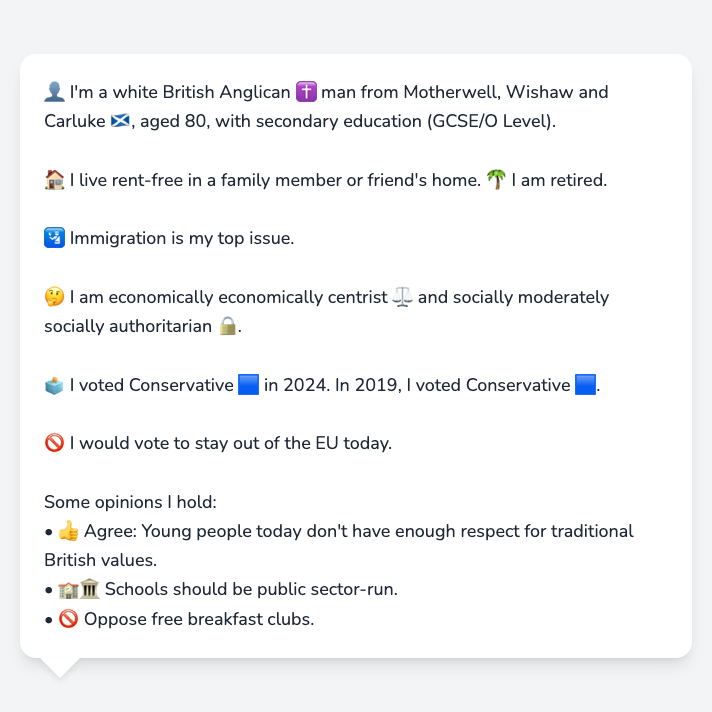 👤 I'm a white British Anglican ✝️ man from Motherwell, Wishaw and
Carluke 🏴󠁧󠁢󠁳󠁣󠁴󠁿, aged 80, with secondary education (GCSE/O Level).
🏠 I live rent-free in a family member or friend's home. 🌴 I am retired.
🛂 Immigration is my top issue.
🤔 I am economically economically centrist ⚖️ and socially moderately
socially authoritarian 🔒.
🗳️ I voted Conservative 🟦 in 2024. In 2019, I voted Conservative 🟦.
🚫 I would vote to stay out of the EU today.
Some opinions I hold:
• 👍 Agree: Young people today don't have enough respect for traditional
British values.
• 🏫🏛️ Schools should be public sector-run.
• 🚫 Oppose free breakfast clubs.